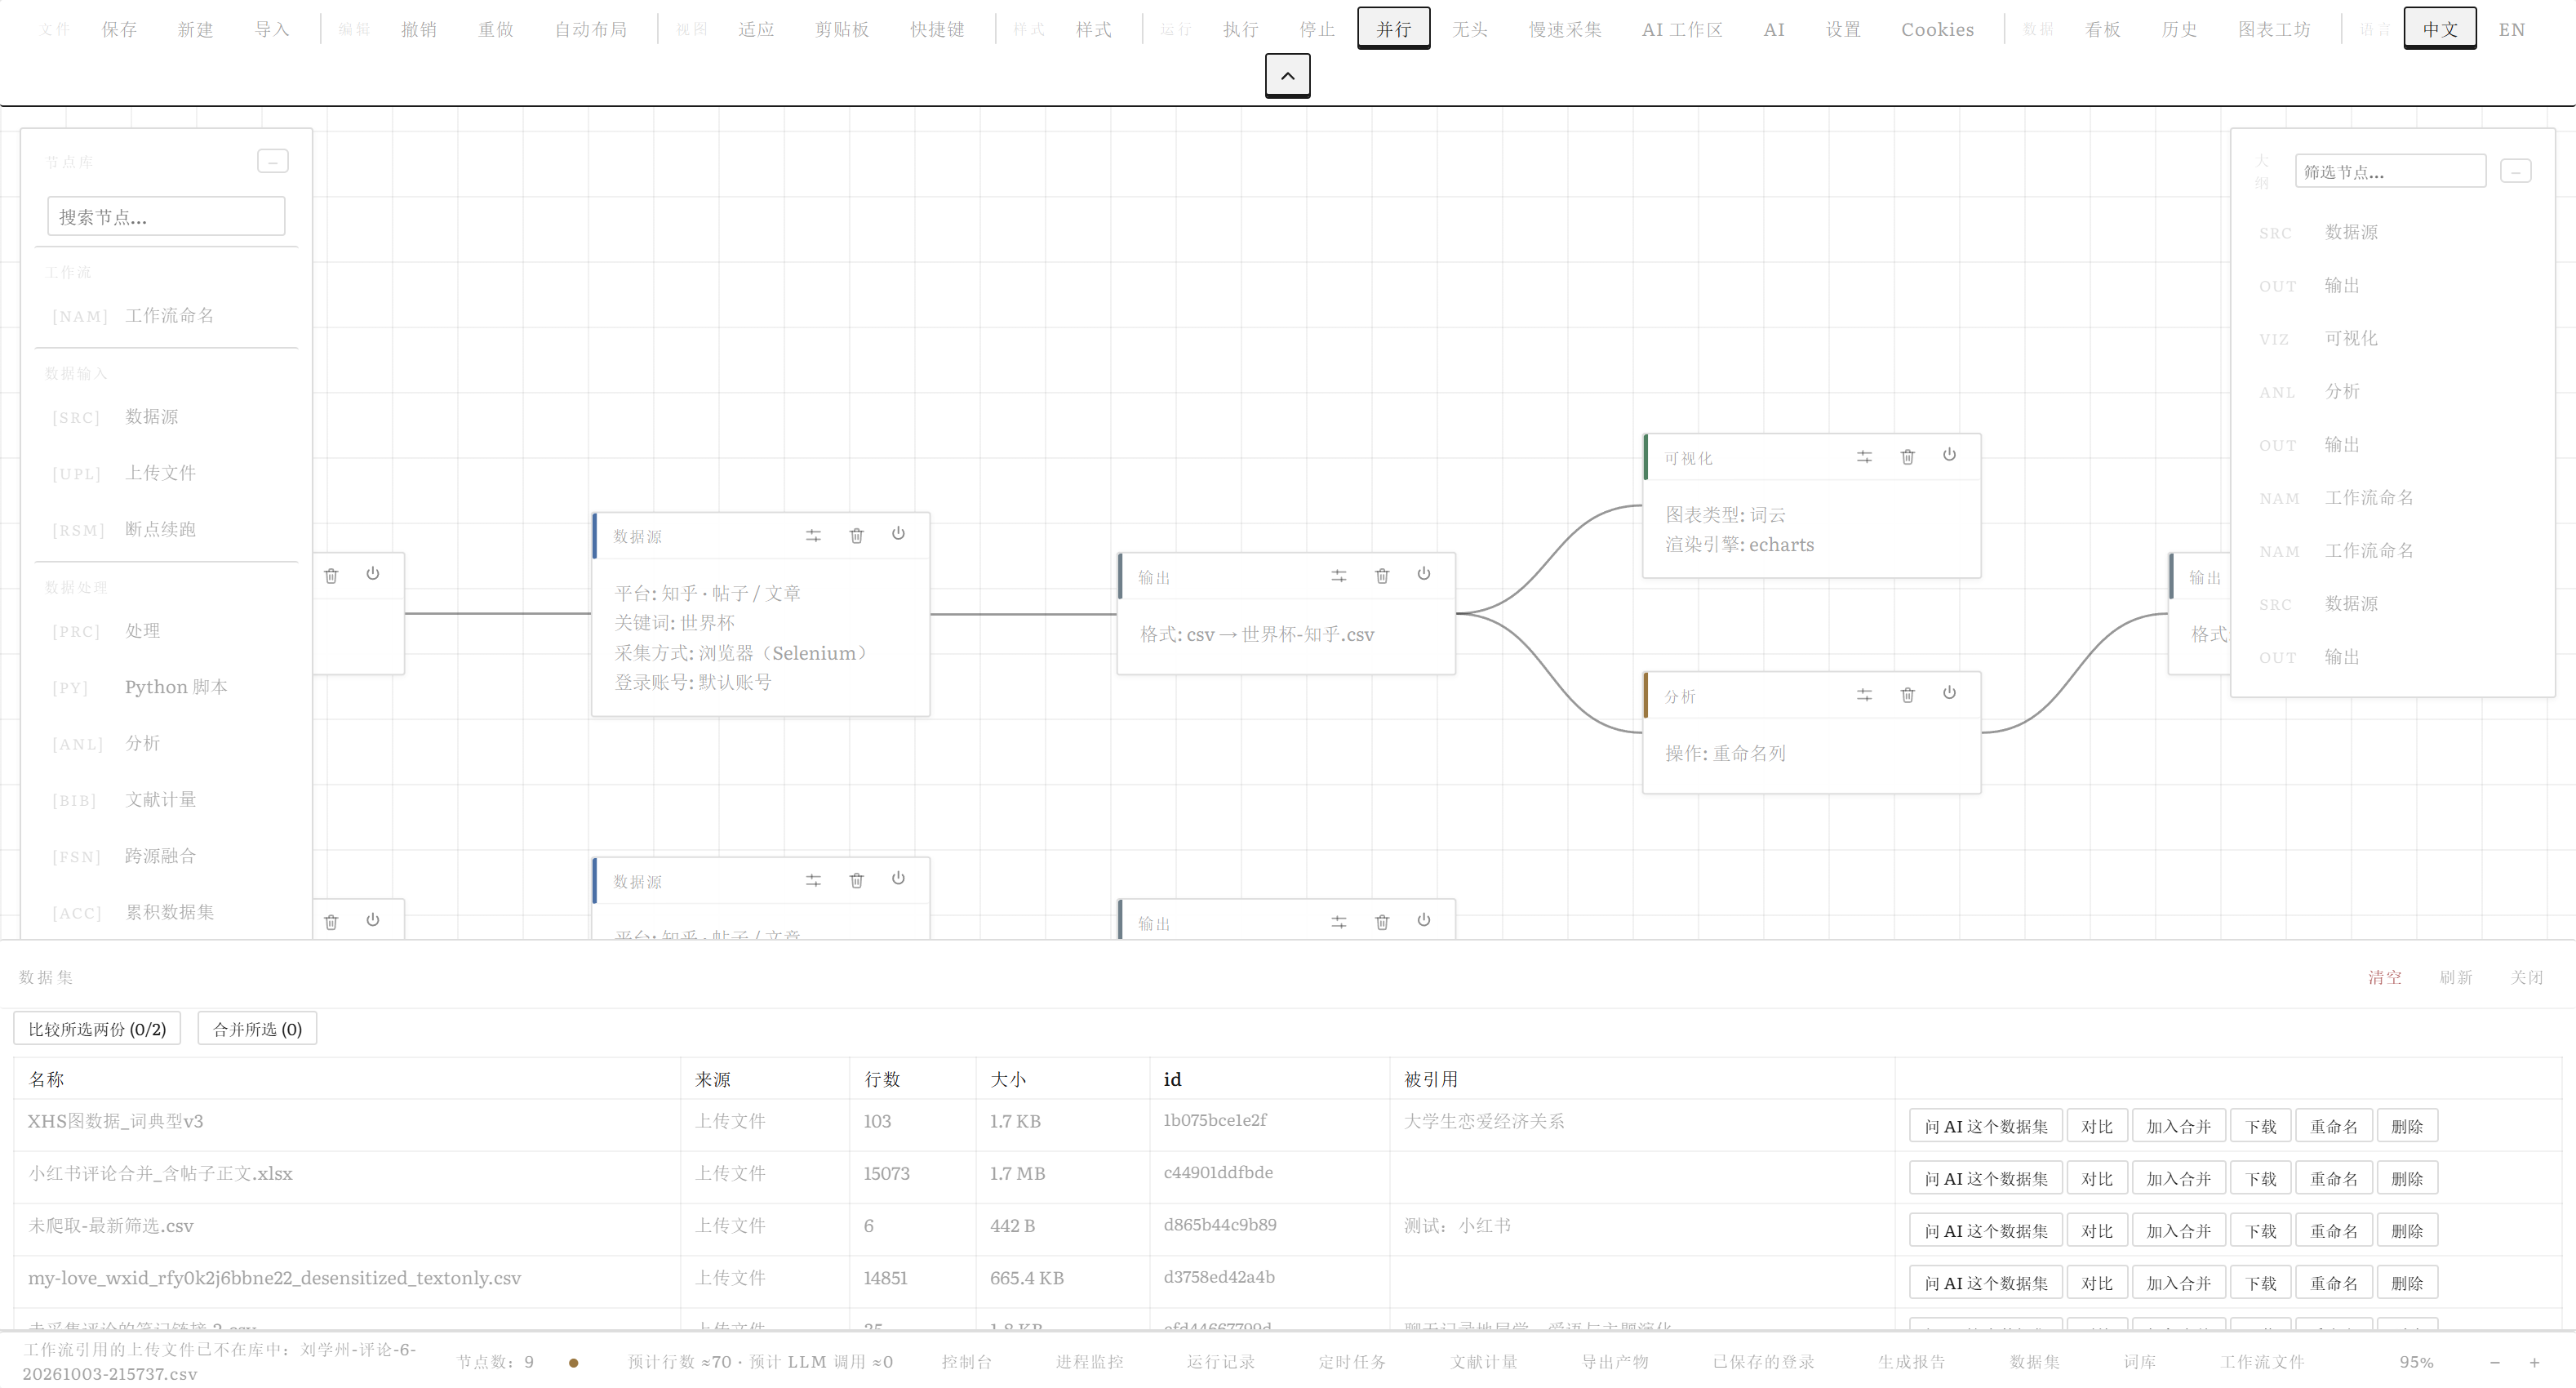 文件 保存 新建 导入 编辑 撤销 重做 自动布局 视图 适应 剪贴板 快捷键 样式 样式 运行 执行 停止 并行 无头 慢速采集 AI 工作区 AI 设置 Cookies 数据 看板 历史 图表工坊 语言 中文 EN
节点库
搜索节点...
工作流
[NAM] 工作流命名
数据输入
[SRC] 数据源
[UPL] 上传文件
[RSM] 断点续跑
数据处理
[PRC] 处理
[PY] Python 脚本
[ANL] 分析
[BIB] 文献计量
[FSN] 跨源融合
[ACC] 累积数据集
数据源
平台: 知乎 · 帖子 / 文章
关键词: 世界杯
采集方式: 浏览器（Selenium）
登录账号: 默认账号
输出
格式: csv → 世界杯-知乎.csv
可视化
图表类型: 词云
渲染引擎: echarts
分析
操作: 重命名列
输出
格式
数据源
平台: 知乎 · 帖子 / 文章
输出
大纲
筛选节点...
SRC 数据源
OUT 输出
VIZ 可视化
ANL 分析
OUT 输出
NAM 工作流命名
NAM 工作流命名
SRC 数据源
OUT 输出
数据集 清空 刷新 关闭
比较所选两份 (0/2) 合并所选 (0)
名称 来源 行数 大小 id 被引用
XHS图数据_词典型v3 上传文件 103 1.7 KB 1b075bce1e2f 大学生恋爱经济关系 问 AI 这个数据集 对比 加入合并 下载 重命名 删除
小红书评论合并_含帖子正文.xlsx 上传文件 15073 1.7 MB c44901ddfbde 问 AI 这个数据集 对比 加入合并 下载 重命名 删除
未爬取-最新筛选.csv 上传文件 6 442 B d865b44c9b89 测试：小红书 问 AI 这个数据集 对比 加入合并 下载 重命名 删除
my-love_wxid_rfy0k2j6bbne22_desensitized_textonly.csv 上传文件 14851 665.4 KB d3758ed42a4b 问 AI 这个数据集 对比 加入合并 下载 重命名 删除
上传文件 35 1.8 KB
工作流引用的上传文件已不在库中：刘学州-评论-6-
20261003-215737.csv
节点数：9 预计行数 ≈70 · 预计 LLM 调用 ≈0 控制台 进程监控 运行记录 定时任务 文献计量 导出产物 已保存的登录 生成报告 数据集 词库 工作流文件 95% − +